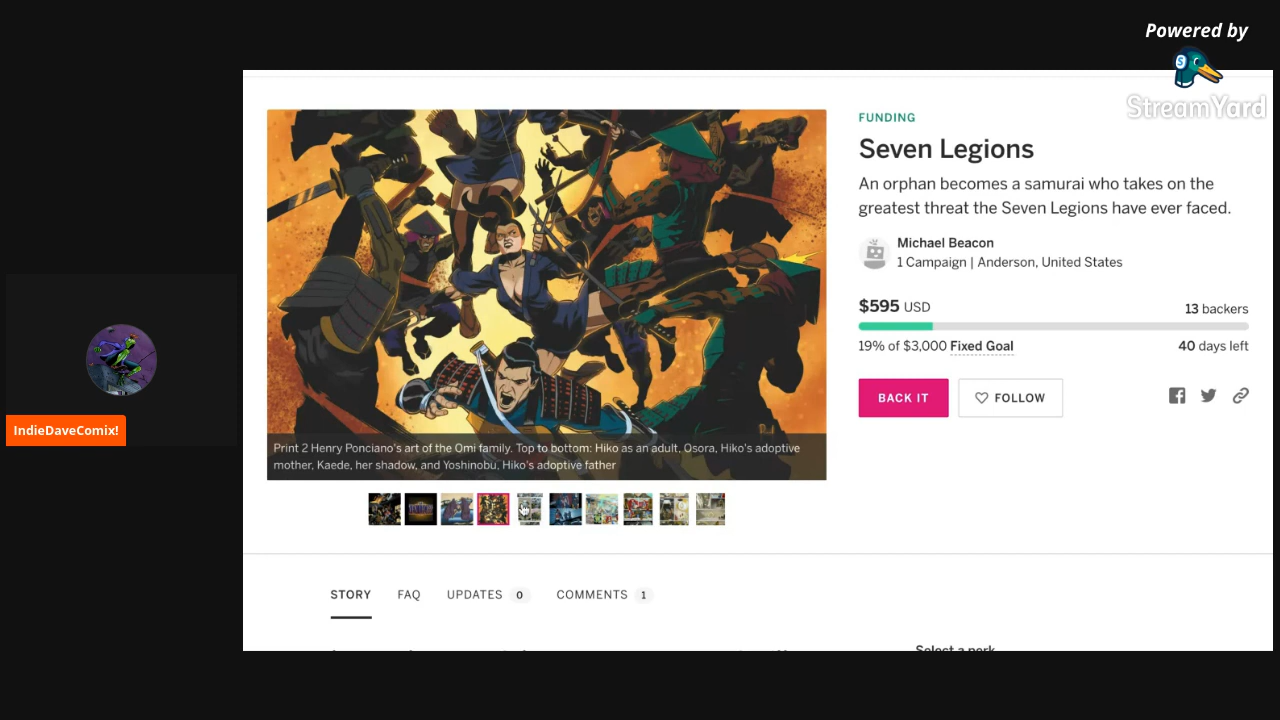 Powered by
StreamYard
IndieDaveComix!
Print 2 Henry Ponciano's art of the Omi family. Top to bottom: Hiko as an adult, Osora, Hiko's adoptive
mother, Kaede, her shadow, and Yoshinobu, Hiko's adoptive father
FUNDING
Seven Legions
An orphan becomes a samurai who takes on the
greatest threat the Seven Legions have ever faced.
Michael Beacon
1 Campaign | Anderson, United States
$595 USD
13 backers
19% of $3,000 Fixed Goal
40 days left
BACK IT
FOLLOW
STORY FAQ UPDATES 0 COMMENTS 1
Select a perk